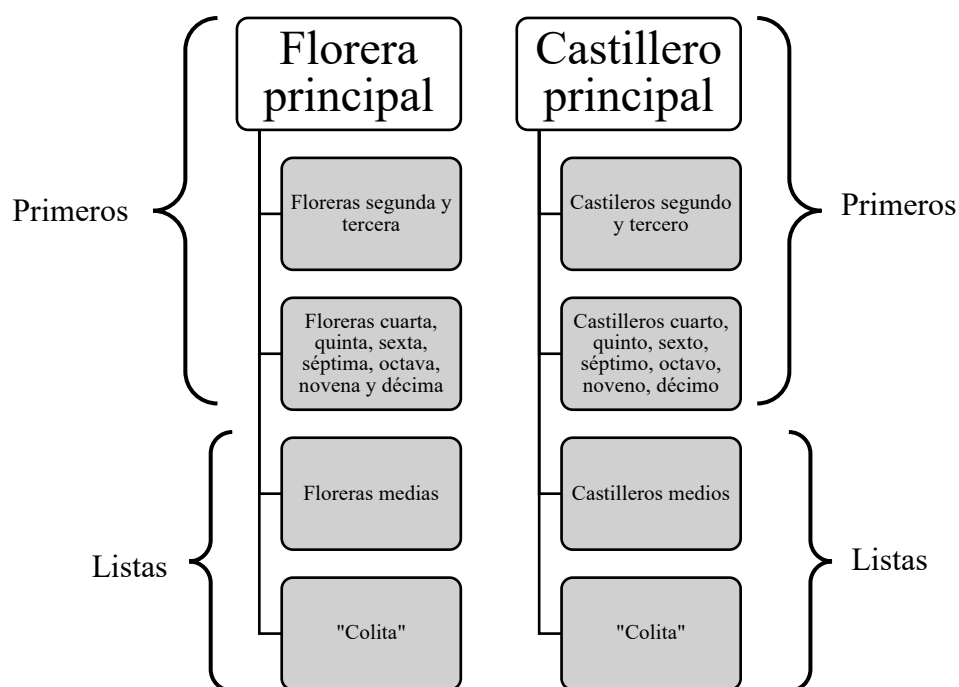 Florera
principal
Castillero
principal
Primeros
Floreras segunda y
tercera
Castileros segundo
y tercero
Primeros
Floreras cuarta,
quinta, sexta,
séptima, octava,
novena y décima
Castilleros cuarto,
quinto, sexto,
séptimo, octavo,
noveno, décimo
Listas
Floreras medias
Castilleros medios
Listas
"Colita"
"Colita"